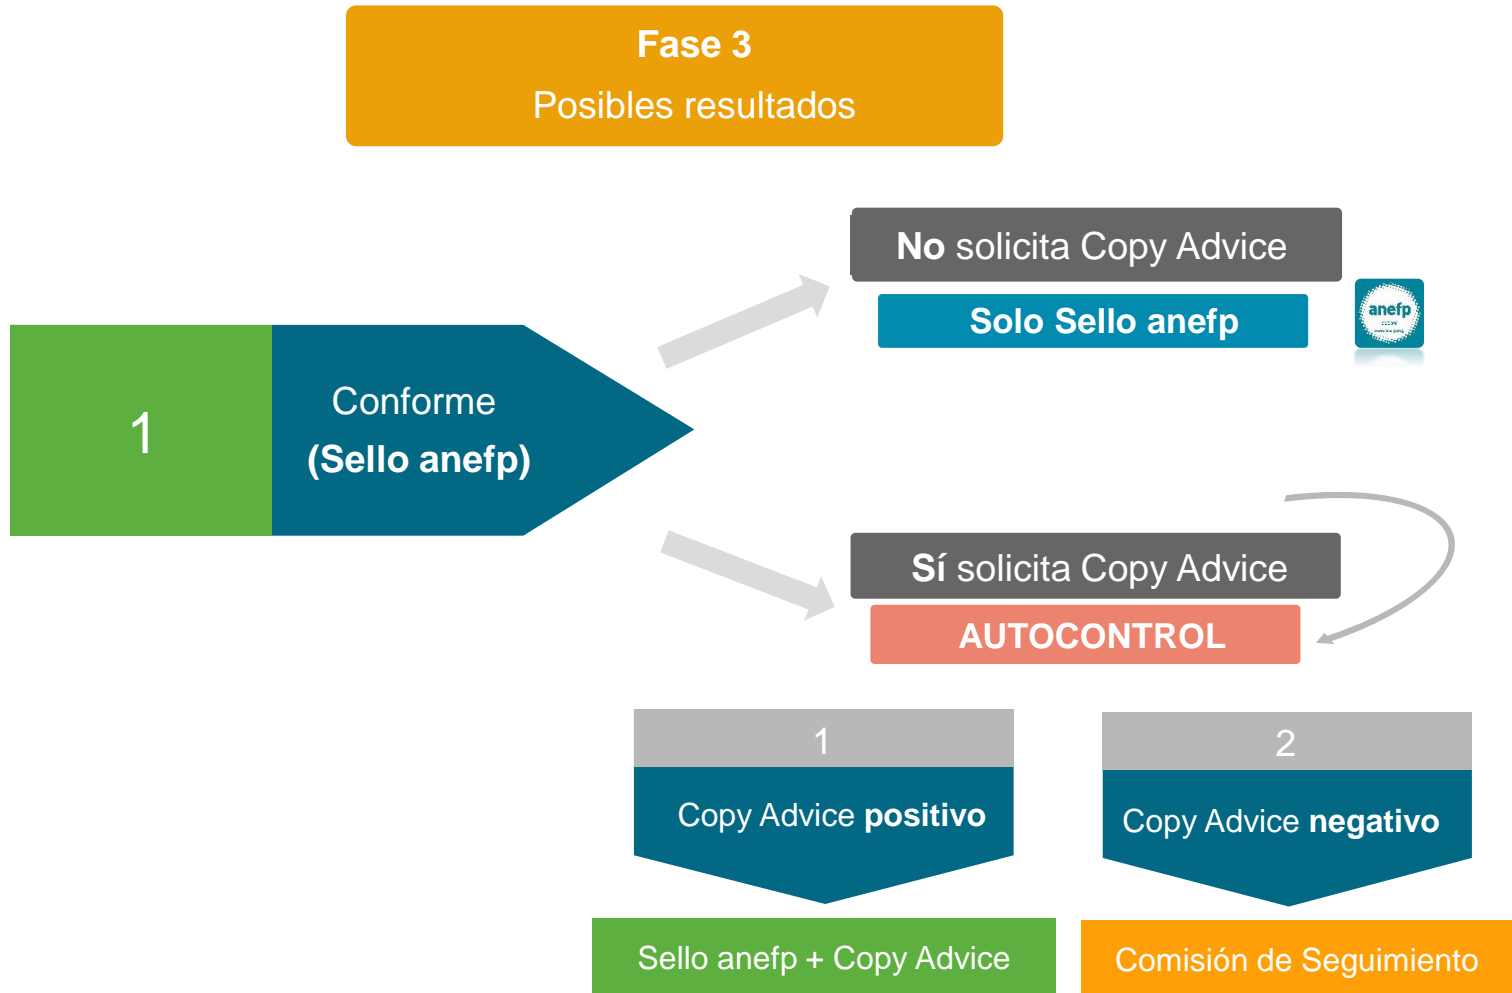 Fase 3
Posibles resultados
No solicita Copy Advice
Solo Sello anefp
anefp
1
Conforme
(Sello anefp)
Sí solicita Copy Advice
AUTOCONTROL
1
Copy Advice positivo
Sello anefp + Copy Advice
2
Copy Advice negativo
Comisión de Seguimiento